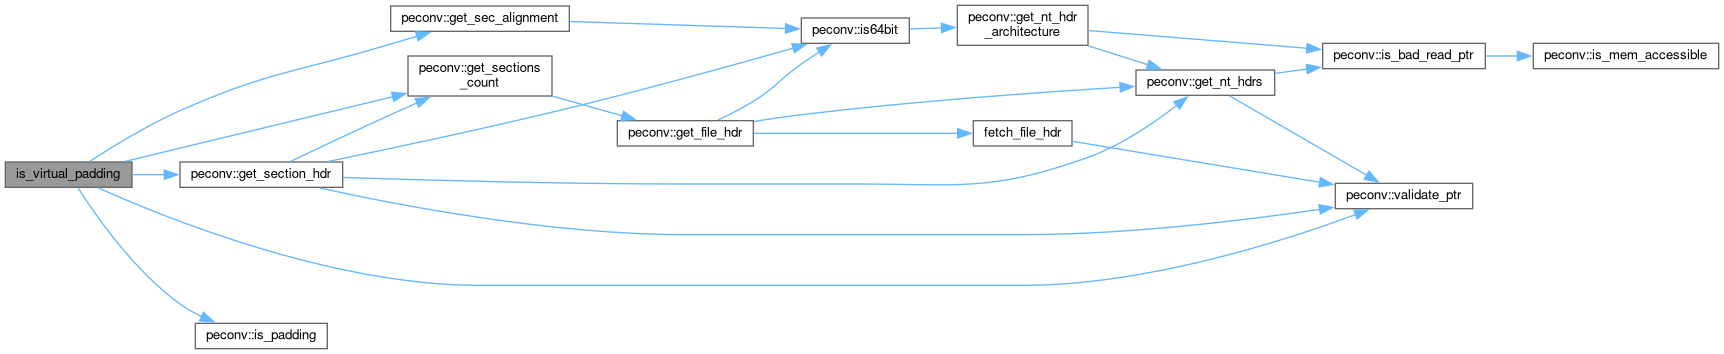 is_virtual_padding
peconv::get_sec_alignment
peconv::get_sections
_count
peconv::get_section_hdr
peconv::is_padding
peconv::get_file_hdr
peconv::is64bit
fetch_file_hdr
peconv::get_nt_hdr
_architecture
peconv::get_nt_hdrs
peconv::is_bad_read_ptr
peconv::validate_ptr
peconv::is_mem_accessible